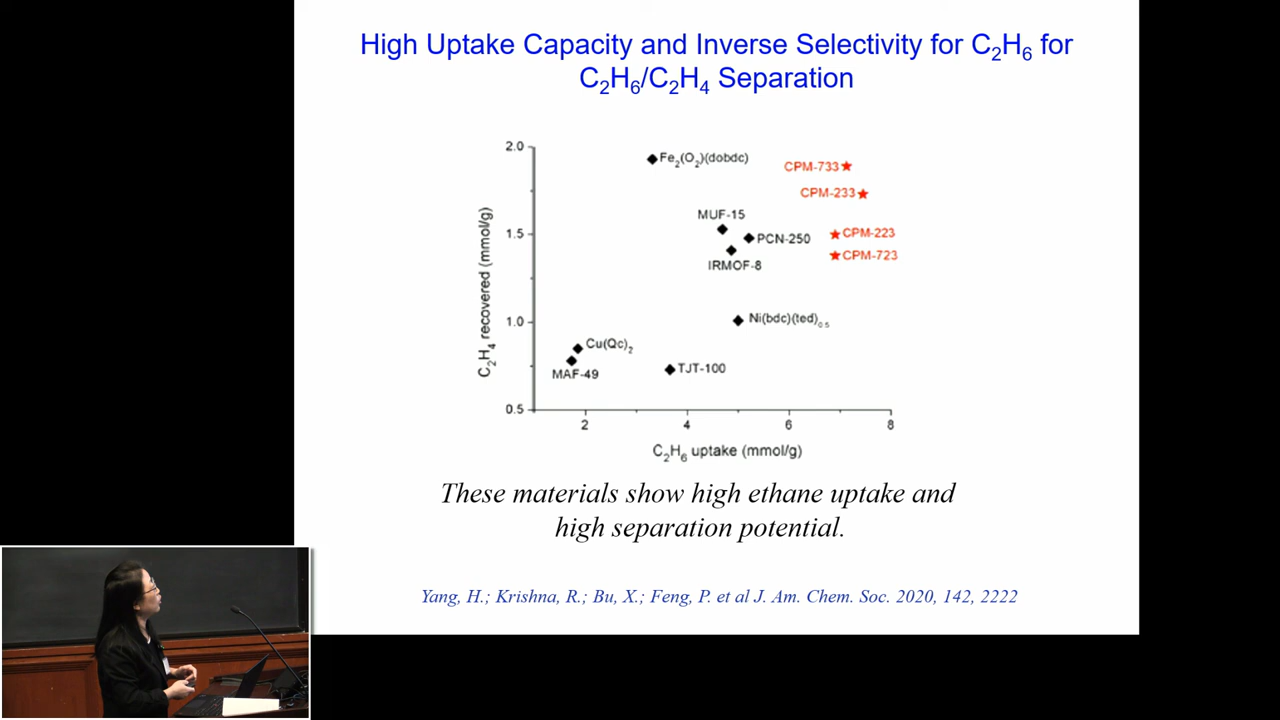 High Uptake Capacity and Inverse Selectivity for C₂H₆ for
C₂H₆/C₂H₄ Separation
2.0
Fe₂(O₂)(dobdc)
CPM-733
CPM-233
MUF-15
1.5
PCN-250
CPM-223
IRMOF-8
CPM-723
C₂H₄ recovered (mmol/g)
1.0
Ni(bdc)(ted)₀.₅
Cu(Qc)₂
MAF-49
TJT-100
0.5
2 4 6 8
C₂H₆ uptake (mmol/g)
These materials show high ethane uptake and
high separation potential.
Yang, H.; Krishna, R.; Bu, X.; Feng, P. et al J. Am. Chem. Soc. 2020, 142, 2222